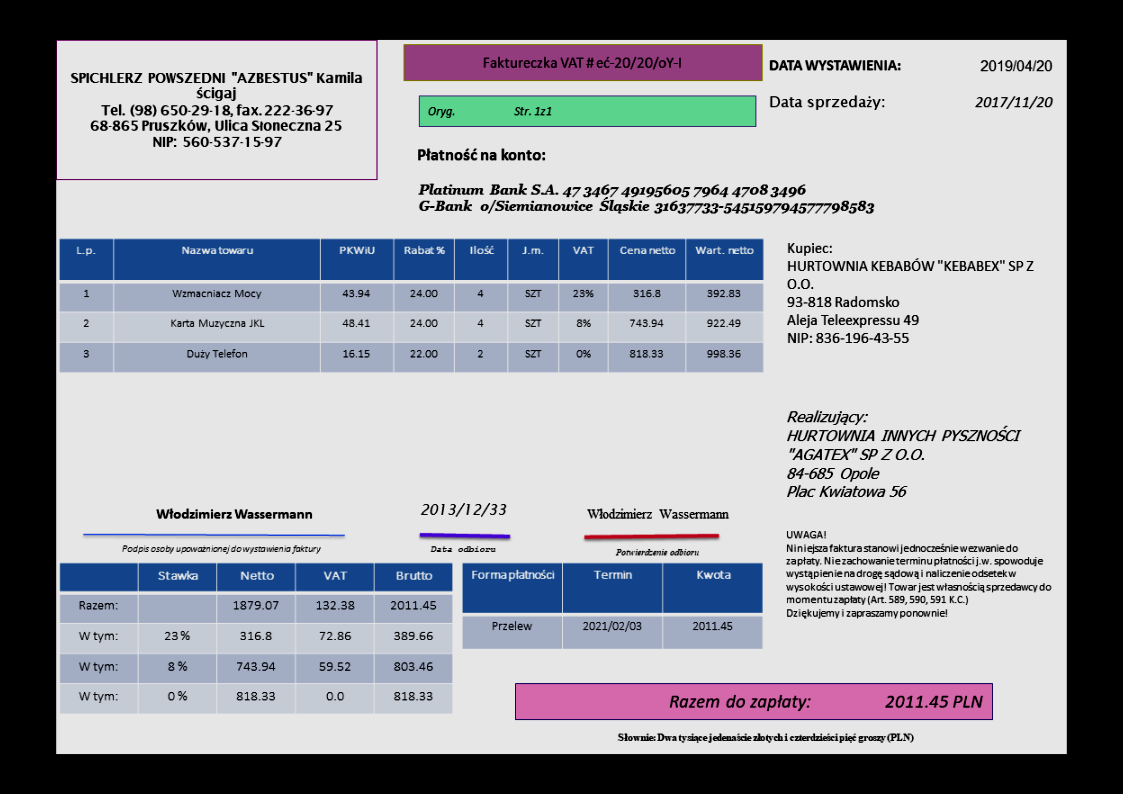 SPICHLERZ POWSZEDNI "AZBESTUS" Kamila
ścigaj
Tel. (98) 650-29-18, fax. 222-36-97
68-865 Pruszków, Ulica Słoneczna 25
NIP: 560-537-15-97
Faktureczka VAT # eć-20/20/oY-I
Oryg. Str. 1z1
DATA WYSTAWIENIA: 2019/04/20
Data sprzedaży: 2017/11/20
Płatność na konto:
Platinum Bank S.A. 47 3467 49195605 7964 4708 3496
G-Bank o/Siemianowice Śląskie 31637733-545159794577798583
L.p. Nazwa towaru PKWiU Rabat % Ilość J.m. VAT Cena netto Wart. netto
1 Wzmacniacz Mocy 43.94 24.00 4 SZT 23% 316.8 392.83
2 Karta Muzyczna JKL 48.41 24.00 4 SZT 8% 743.94 922.49
3 Duży Telefon 16.15 22.00 2 SZT 0% 818.33 998.36
Kupiec:
HURTOWNIA KEBABÓW "KEBABEX" SP Z
O.O.
93-818 Radomsko
Aleja Teleexpressu 49
NIP: 836-196-43-55
Realizujący:
HURTOWNIA INNYCH PYSZNOŚCI
"AGATEX" SP Z O.O.
84-685 Opole
Plac Kwiatowa 56
Włodzimierz Wassermann
Podpis osoby upoważnionej do wystawienia faktury
2013/12/33
Data odbioru
Włodzimierz Wassermann
Potwierdzenie odbioru
UWAGA!
Niniejsza faktura stanowi jednocześnie wezwanie do
zapłaty. Nie zachowanie terminu płatności j.w. spowoduje
wystąpienie na drogę sądową i naliczenie odsetek w
wysokości ustawowej! Towar jest własnością sprzedawcy do
momentu zapłaty (Art. 589, 590, 591 K.C.)
Dziękujemy i zapraszamy ponownie!
Stawka Netto VAT Brutto
Razem: 1879.07 132.38 2011.45
W tym: 23 % 316.8 72.86 389.66
W tym: 8 % 743.94 59.52 803.46
W tym: 0 % 818.33 0.0 818.33
Forma płatności Termin Kwota
Przelew 2021/02/03 2011.45
Razem do zapłaty: 2011.45 PLN
Słownie: Dwa tysiące jedenaście złotych i czterdzieści pięć groszy (PLN)